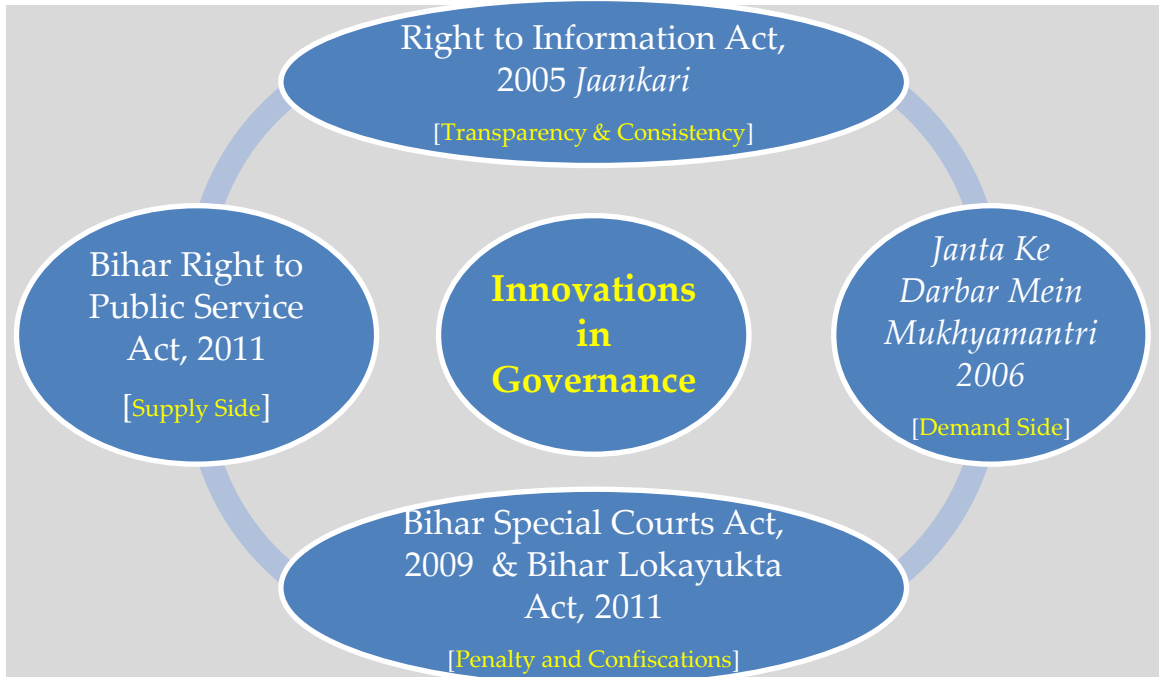 Right to Information Act,
2005 Jaankari
[Transparency & Consistency]
Bihar Right to
Public Service
Act, 2011
[Supply Side]
Innovations
in
Governance
Janta Ke
Darbar Mein
Mukhyamantri
2006
[Demand Side]
Bihar Special Courts Act,
2009 & Bihar Lokayukta
Act, 2011
[Penalty and Confiscations]